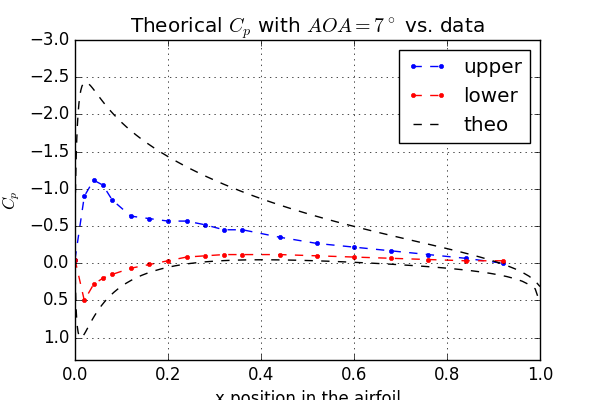 Theorical $C_p$ with $AOA = 7^\circ$ vs. data
−3.0
−2.5
−2.0
−1.5
−1.0
−0.5
0.0
0.5
1.0
$C_p$
upper
lower
theo
0.0 0.2 0.4 0.6 0.8 1.0
x position in the airfoil